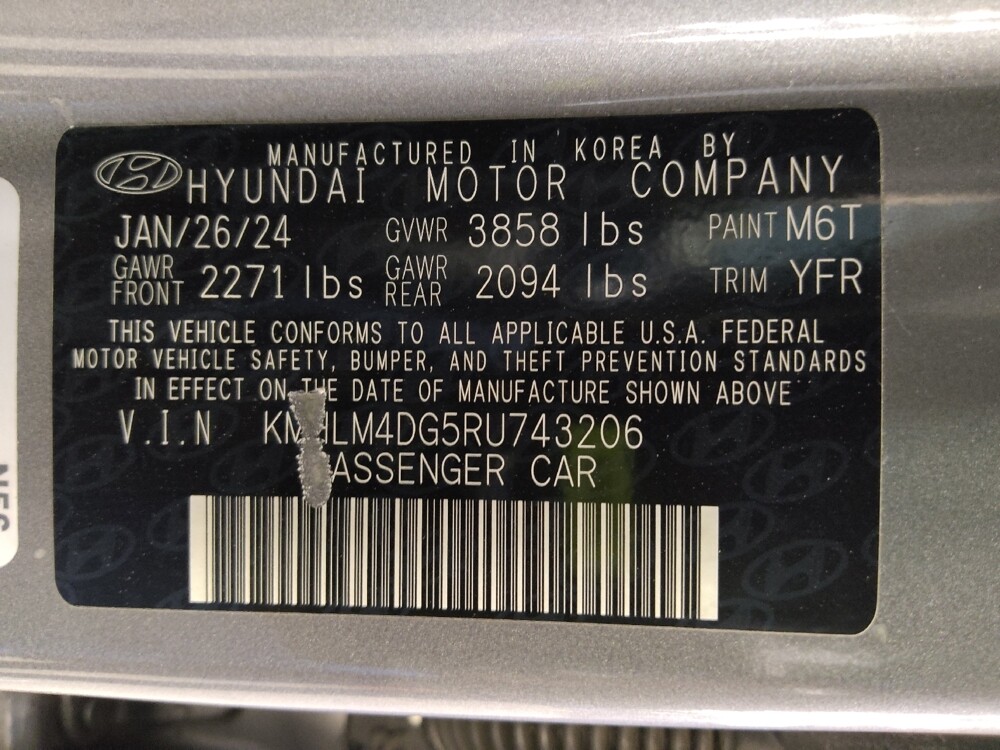 MANUFACTURED IN KOREA BY
HYUNDAI MOTOR COMPANY
JAN/26/24 GVWR 3858 lbs PAINT M6T
GAWR FRONT 2271 lbs GAWR REAR 2094 lbs TRIM YFR
THIS VEHICLE CONFORMS TO ALL APPLICABLE U.S.A. FEDERAL
MOTOR VEHICLE SAFETY, BUMPER, AND THEFT PREVENTION STANDARDS
IN EFFECT ON THE DATE OF MANUFACTURE SHOWN ABOVE
V.I.N KMHLM4DG5RU743206
PASSENGER CAR